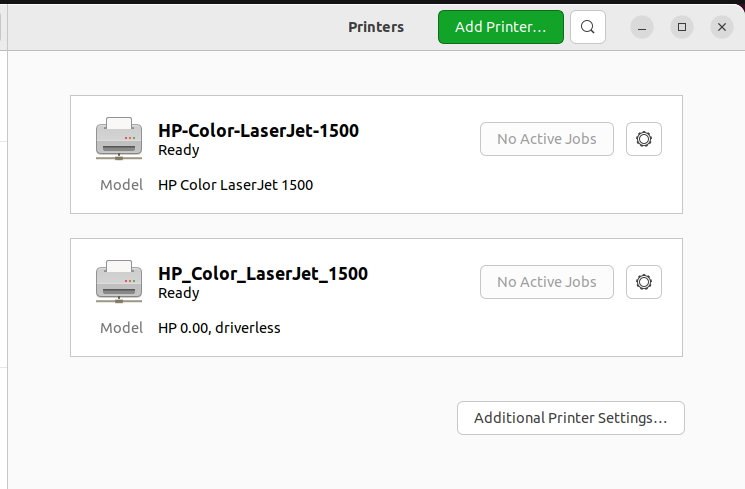 Printers
Add Printer...
HP-Color-LaserJet-1500
Ready
No Active Jobs
Model HP Color LaserJet 1500
HP_Color_LaserJet_1500
Ready
No Active Jobs
Model HP 0.00, driverless
Additional Printer Settings...